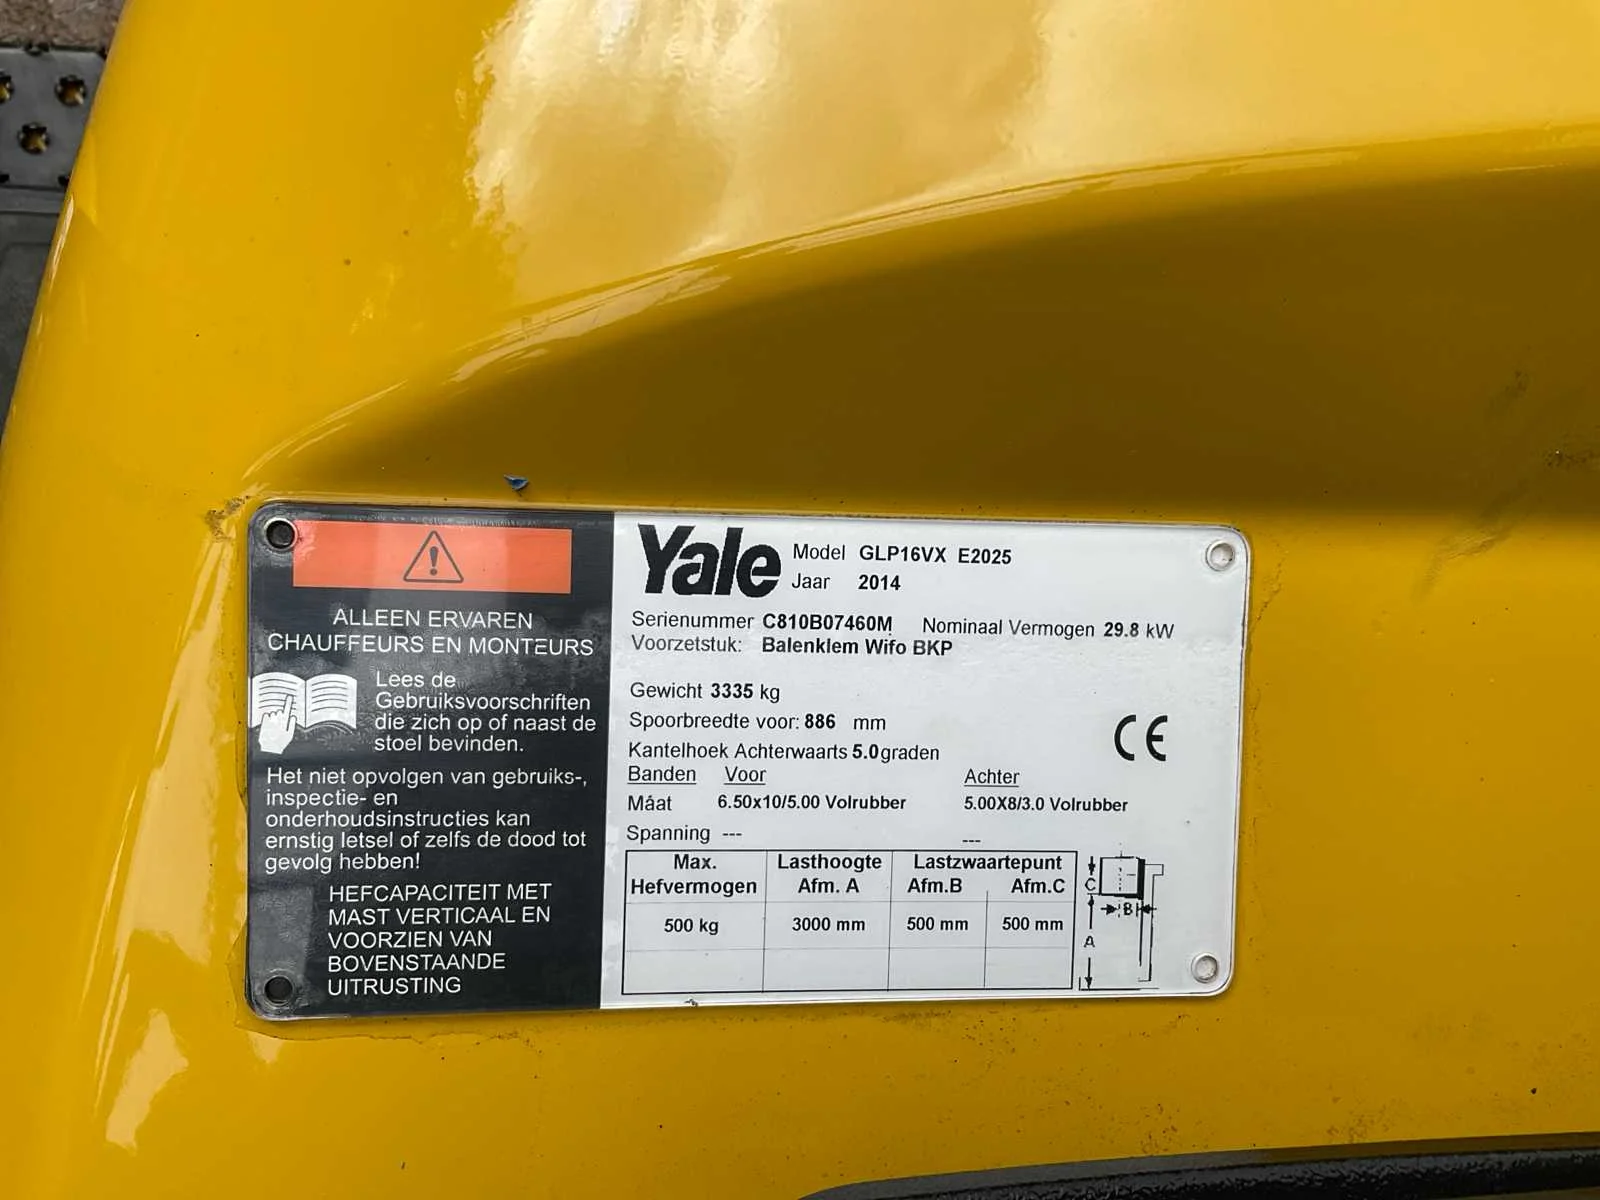 ALLEEN ERVAREN
CHAUFFEURS EN MONTEURS
Lees de
Gebruiksvoorschriften
die zich op of naast de
stoel bevinden.
Het niet opvolgen van gebruiks-,
inspectie- en
onderhoudsinstructies kan
ernstig letsel of zelfs de dood tot
gevolg hebben!
HEFCAPACITEIT MET
MAST VERTICAAL EN
VOORZIEN VAN
BOVENSTAANDE
UITRUSTING
Yale
Model GLP16VX E2025
Jaar 2014
Serienummer C810B07460M Nominaal Vermogen 29.8 kW
Voorzetstuk: Balenklem Wifo BKP
Gewicht 3335 kg
Spoorbreedte voor: 886 mm
Kantelhoek Achterwaarts 5.0 graden
CE
Banden Voor Achter
Måat 6.50x10/5.00 Volrubber 5.00X8/3.0 Volrubber
Spanning --- ---
Max. Lasthoogte Lastzwaartepunt
Hefvermogen Afm. A Afm.B Afm.C
500 kg 3000 mm 500 mm 500 mm
C
B
A